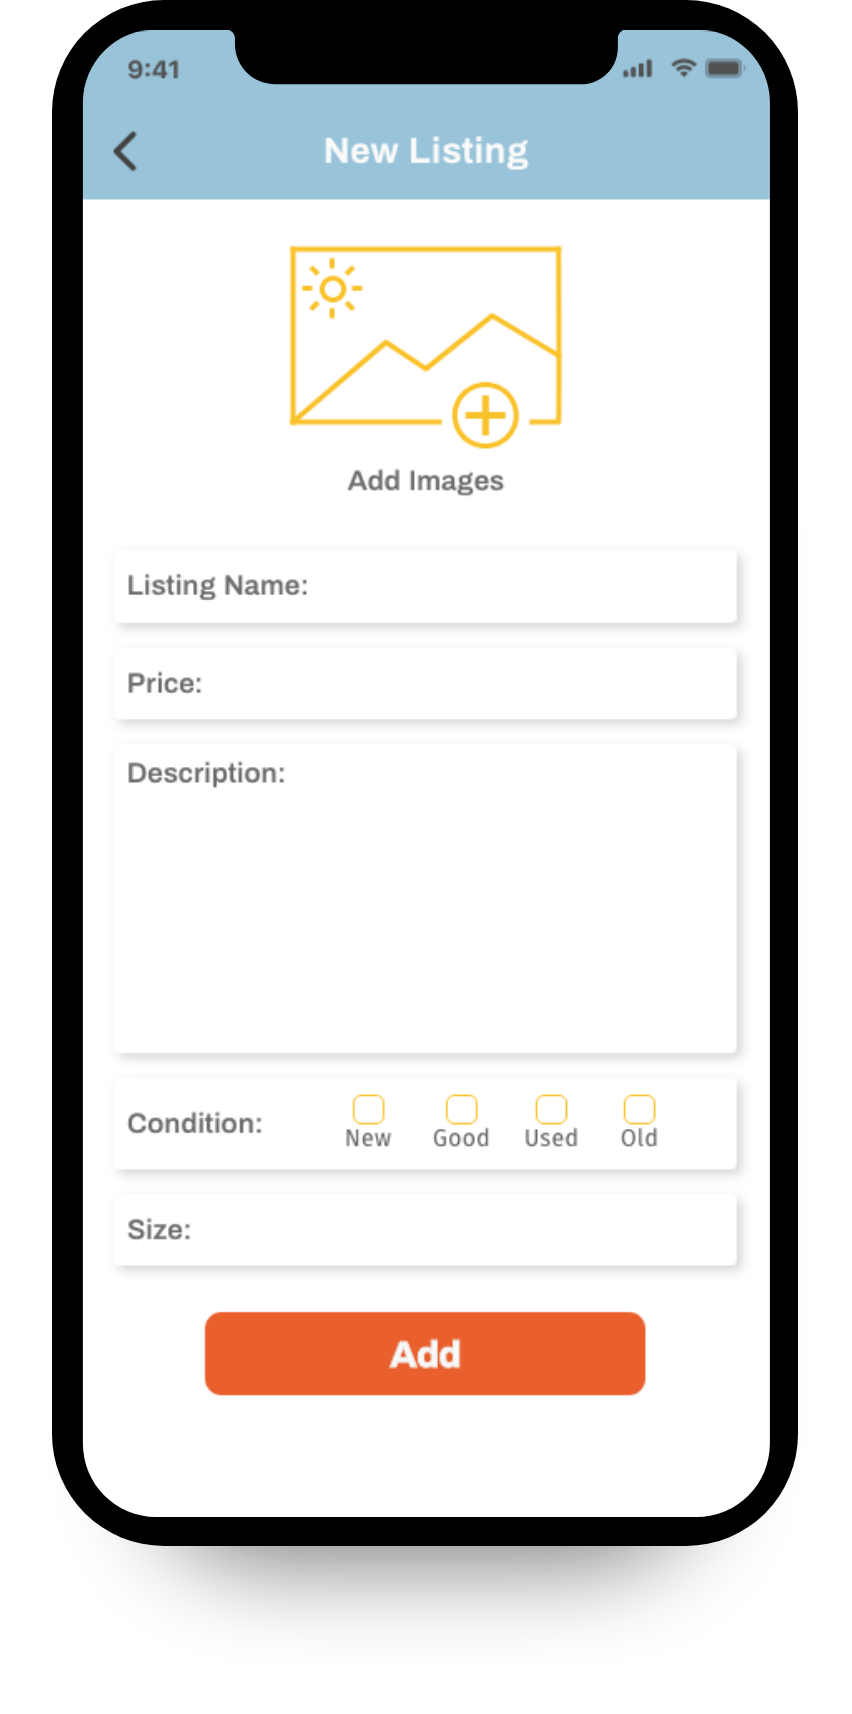 9:41
New Listing
Add Images
Listing Name:
Price:
Description:
Condition:
New Good Used Old
Size:
Add